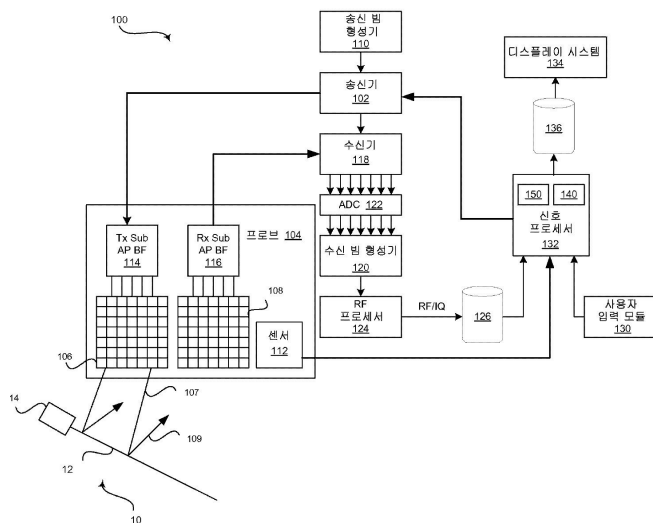 100
송신 빔
형성기
110
디스플레이 시스템
134
송신기
102
136
수신기
118
150
140
신호
프로세서
132
ADC 122
Tx Sub
AP BF
114
Rx Sub
AP BF
116
프로브 104
수신 빔 형성기
120
108
RF
프로세서
124
RF/IQ
126
사용자
입력 모듈
130
센서
112
106
107
14
109
12
10